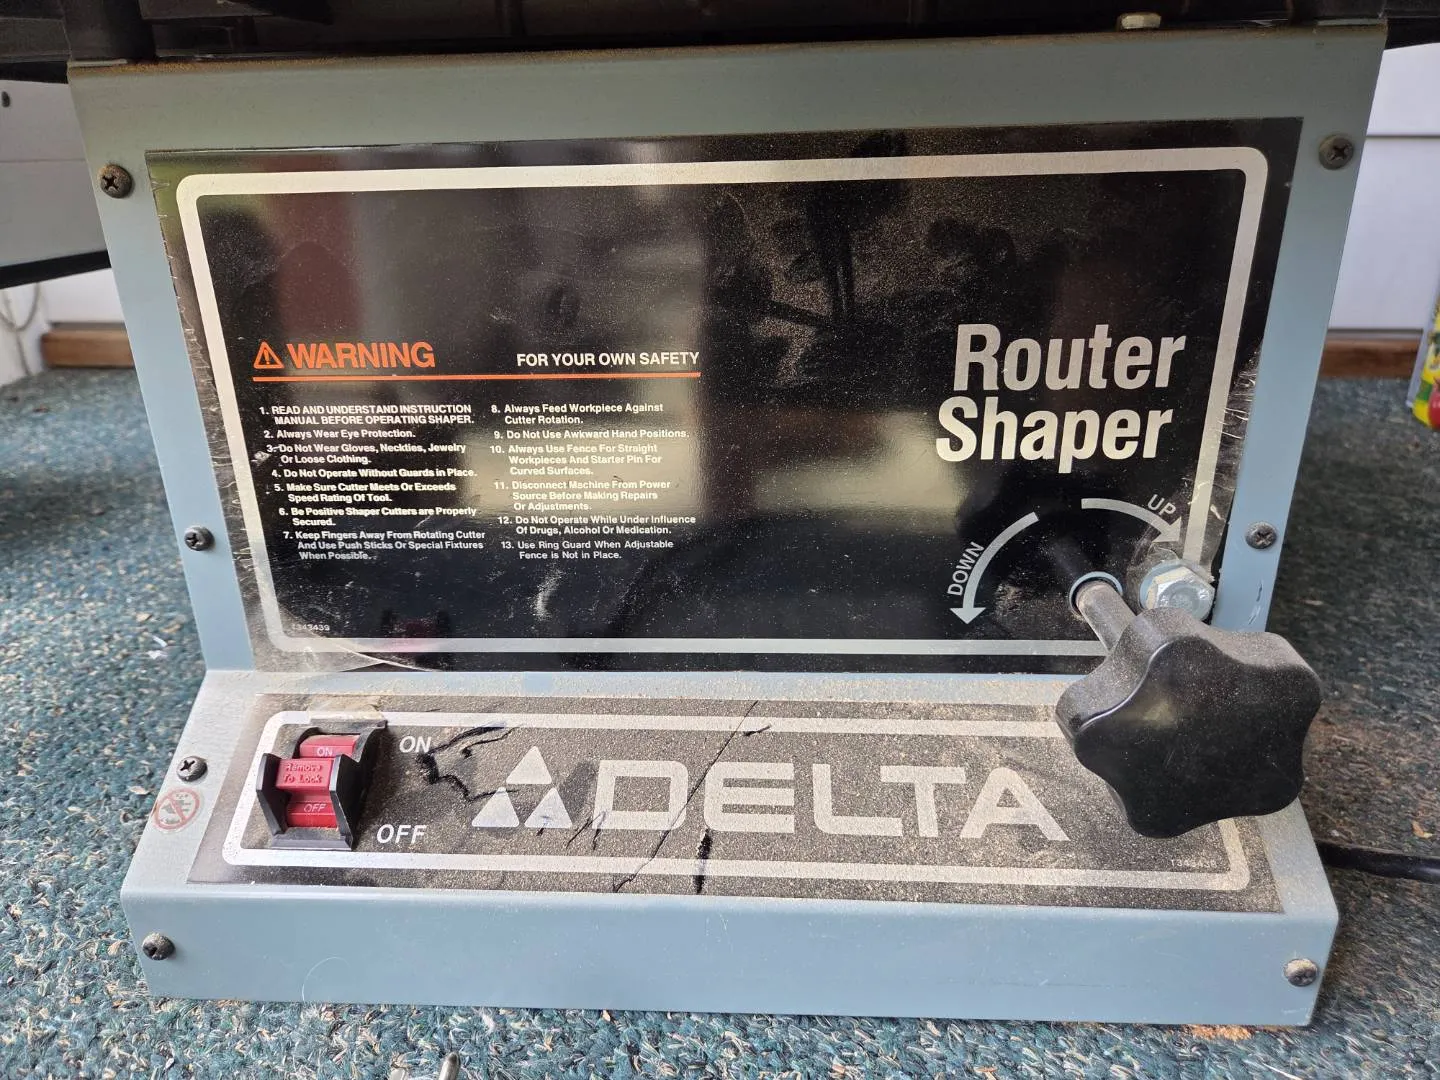 WARNING
FOR YOUR OWN SAFETY
1. READ AND UNDERSTAND INSTRUCTION
MANUAL BEFORE OPERATING SHAPER.
2. Always Wear Eye Protection.
3. Do Not Wear Gloves, Neckties, Jewelry
Or Loose Clothing.
4. Do Not Operate Without Guards in Place.
5. Make Sure Cutter Meets Or Exceeds
Speed Rating Of Tool.
6. Be Positive Shaper Cutters are Properly
Secured.
7. Keep Fingers Away From Rotating Cutter
And Use Push Sticks Or Special Fixtures
When Possible.
8. Always Feed Workpiece Against
Cutter Rotation.
9. Do Not Use Awkward Hand Positions.
10. Always Use Fence For Straight
Workpieces And Starter Pin For
Curved Surfaces.
11. Disconnect Machine From Power
Source Before Making Repairs
Or Adjustments.
12. Do Not Operate While Under Influence
Of Drugs, Alcohol Or Medication.
13. Use Ring Guard When Adjustable
Fence is Not in Place.
1343439
Router
Shaper
UP
DOWN
ON
Remove
To Lock
OFF
ON
OFF
DELTA